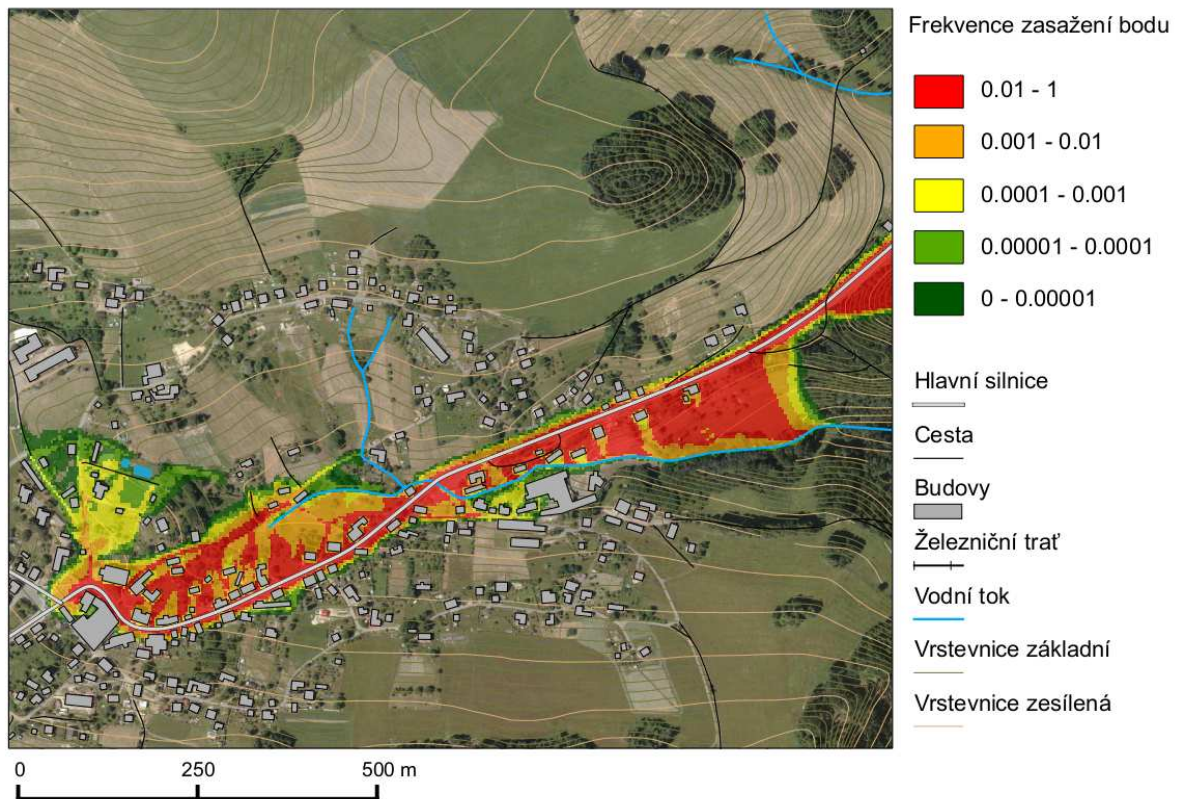 Frekvence zasažení bodu
0.01 - 1
0.001 - 0.01
0.0001 - 0.001
0.00001 - 0.0001
0 - 0.00001
Hlavní silnice
Cesta
Budovy
Železniční trať
Vodní tok
Vrstevnice základní
Vrstevnice zesílená
0 250 500 m